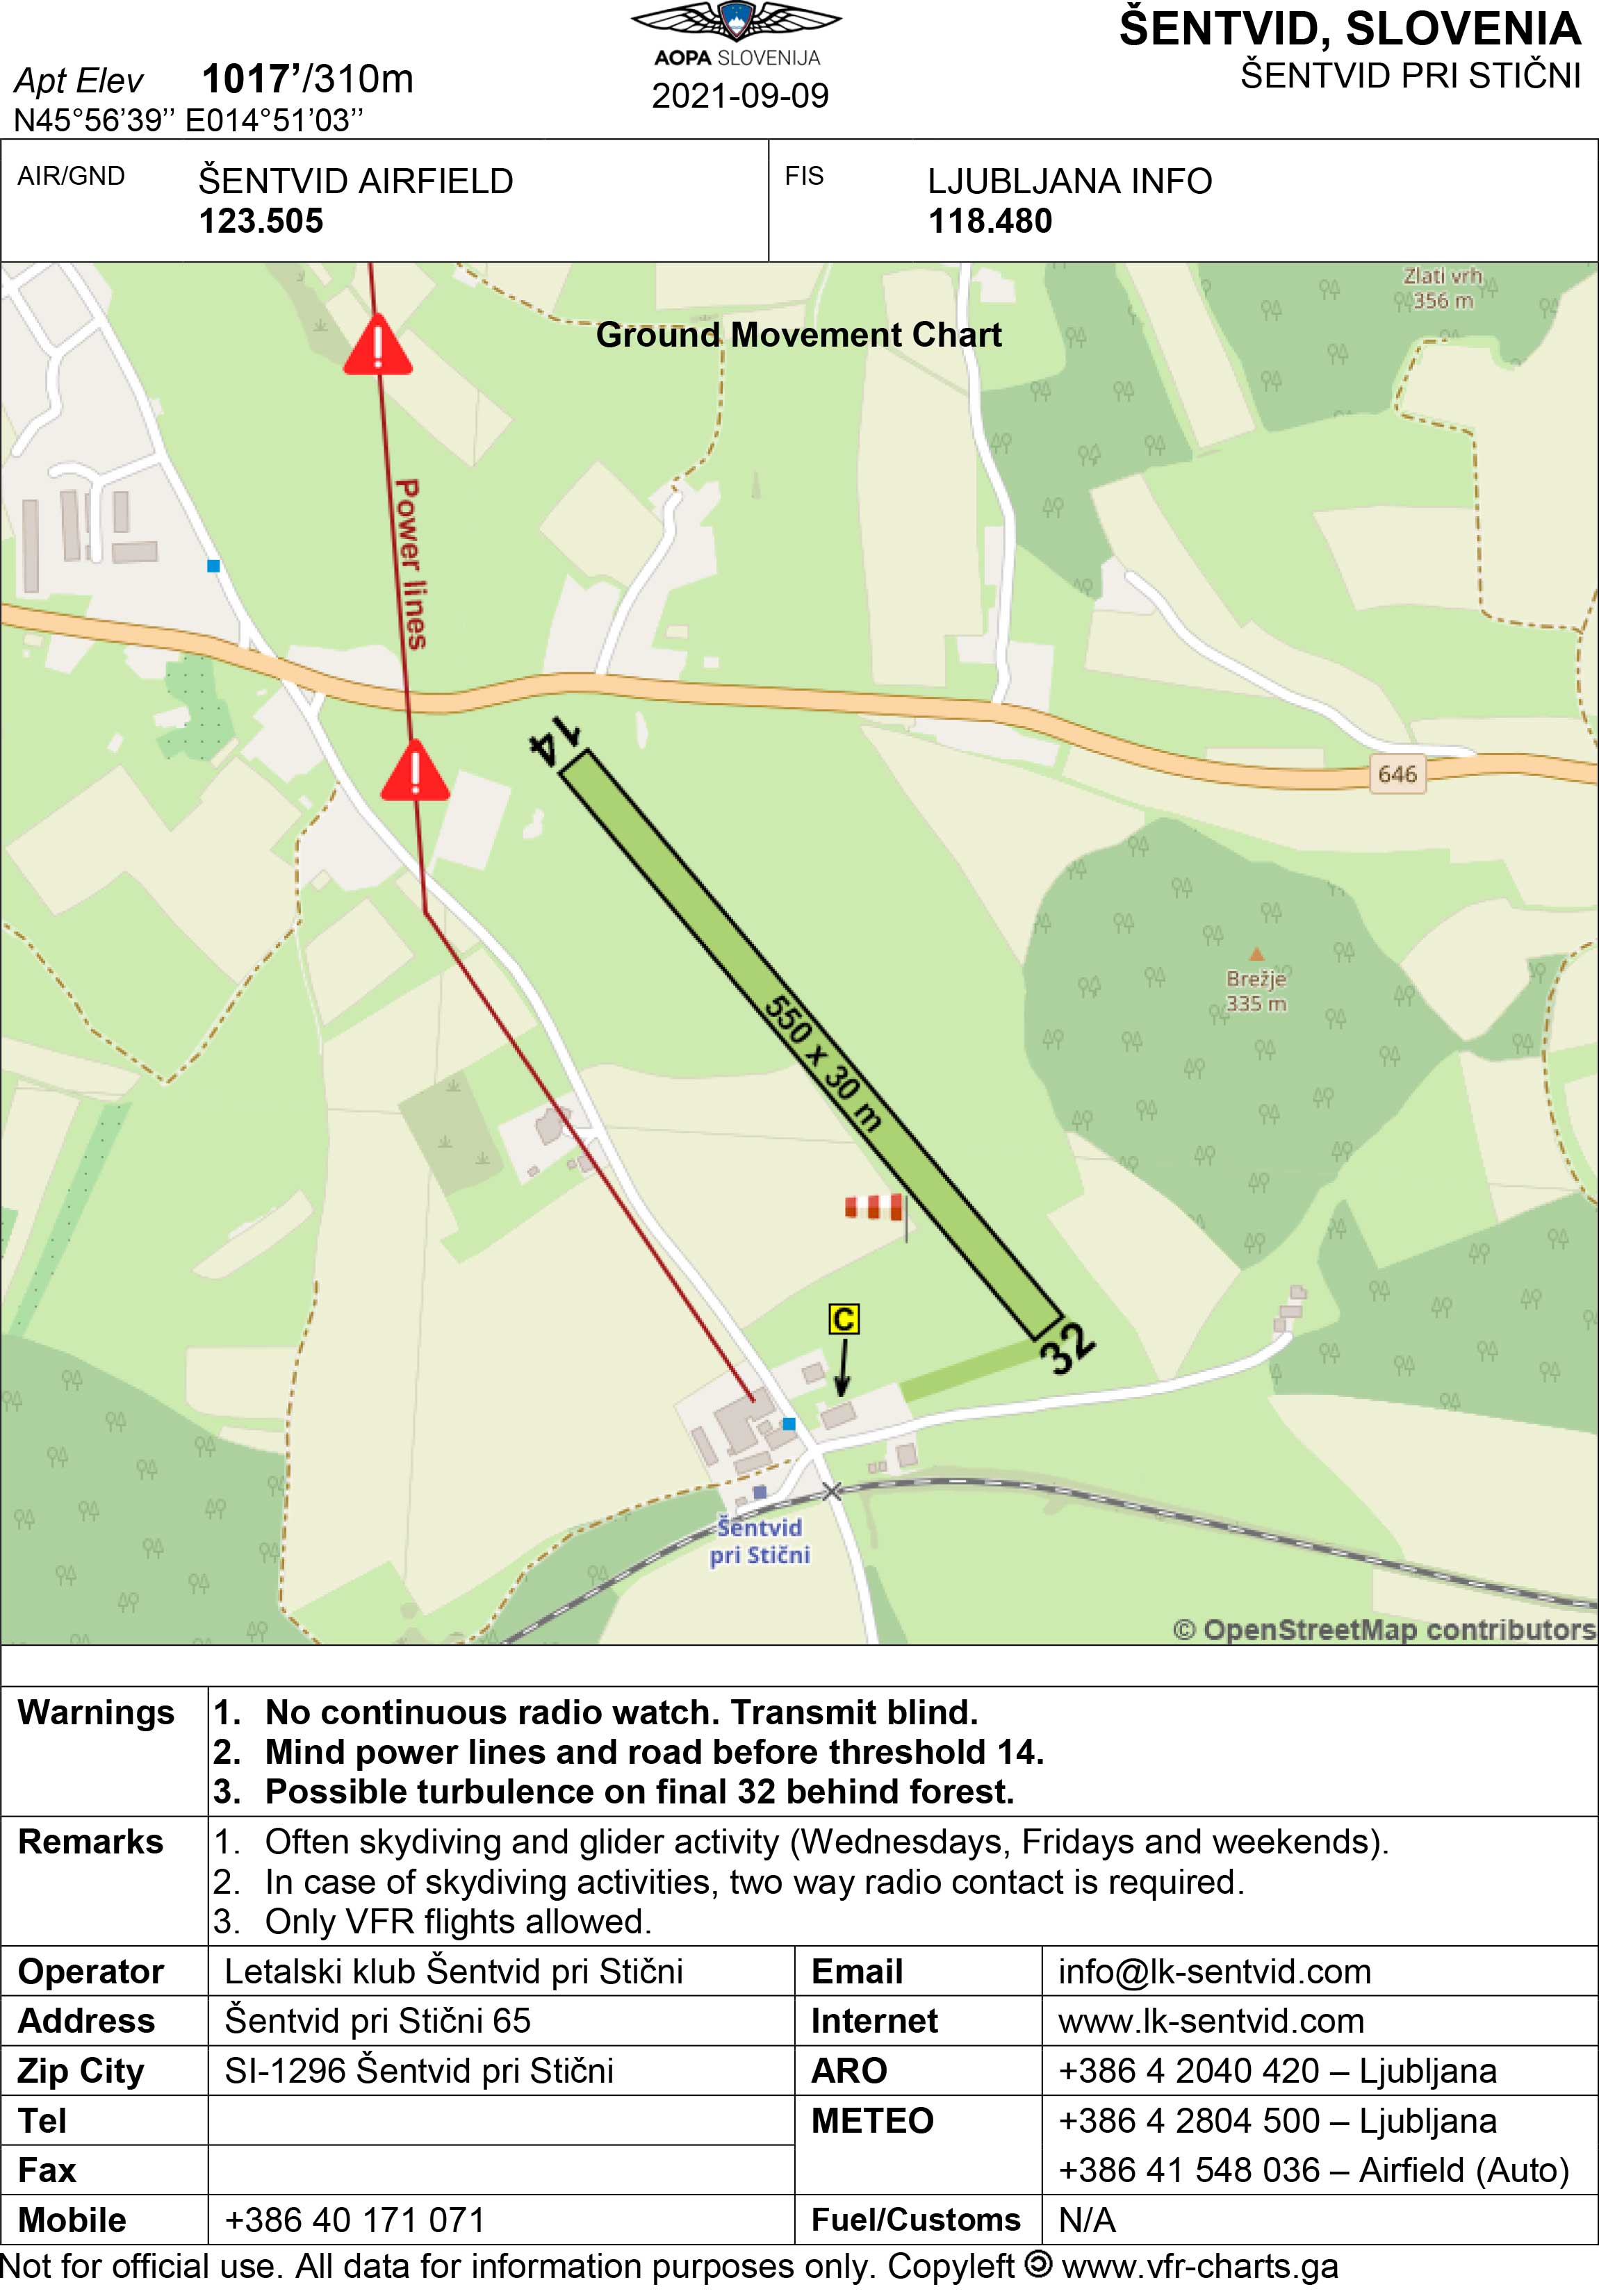 ŠENTVID, SLOVENIA
ŠENTVID PRI STIČNI
AOPA SLOVENIJA
2021-09-09
Apt Elev 1017’/310m
N45°56’39’’ E014°51’03’’
AIR/GND ŠENTVID AIRFIELD
123.505
FIS LJUBLJANA INFO
118.480
Ground Movement Chart
Zlati vrh
356 m
Power lines
14
646
Brežje
335 m
550 x 30 m
C
32
Šentvid
pri Stični
© OpenStreetMap contributors
Warnings
1. No continuous radio watch. Transmit blind.
2. Mind power lines and road before threshold 14.
3. Possible turbulence on final 32 behind forest.
Remarks
1. Often skydiving and glider activity (Wednesdays, Fridays and weekends).
2. In case of skydiving activities, two way radio contact is required.
3. Only VFR flights allowed.
Operator Letalski klub Šentvid pri Stični Email info@lk-sentvid.com
Address Šentvid pri Stični 65 Internet www.lk-sentvid.com
Zip City SI-1296 Šentvid pri Stični ARO +386 4 2040 420 – Ljubljana
Tel METEO +386 4 2804 500 – Ljubljana
Fax +386 41 548 036 – Airfield (Auto)
Mobile +386 40 171 071 Fuel/Customs N/A
Not for official use. All data for information purposes only. Copyleft 🄯 www.vfr-charts.ga